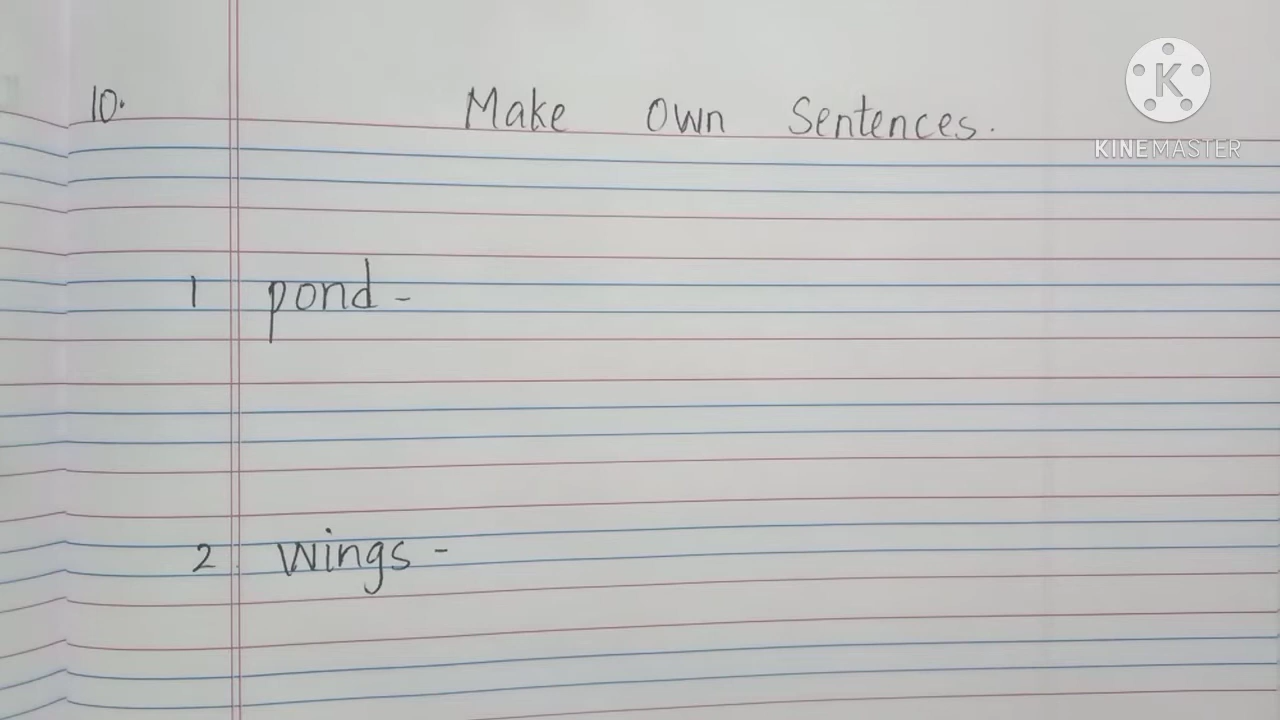 10. Make Own Sentences.
K
KINEMASTER
1 pond -
2 Wings -